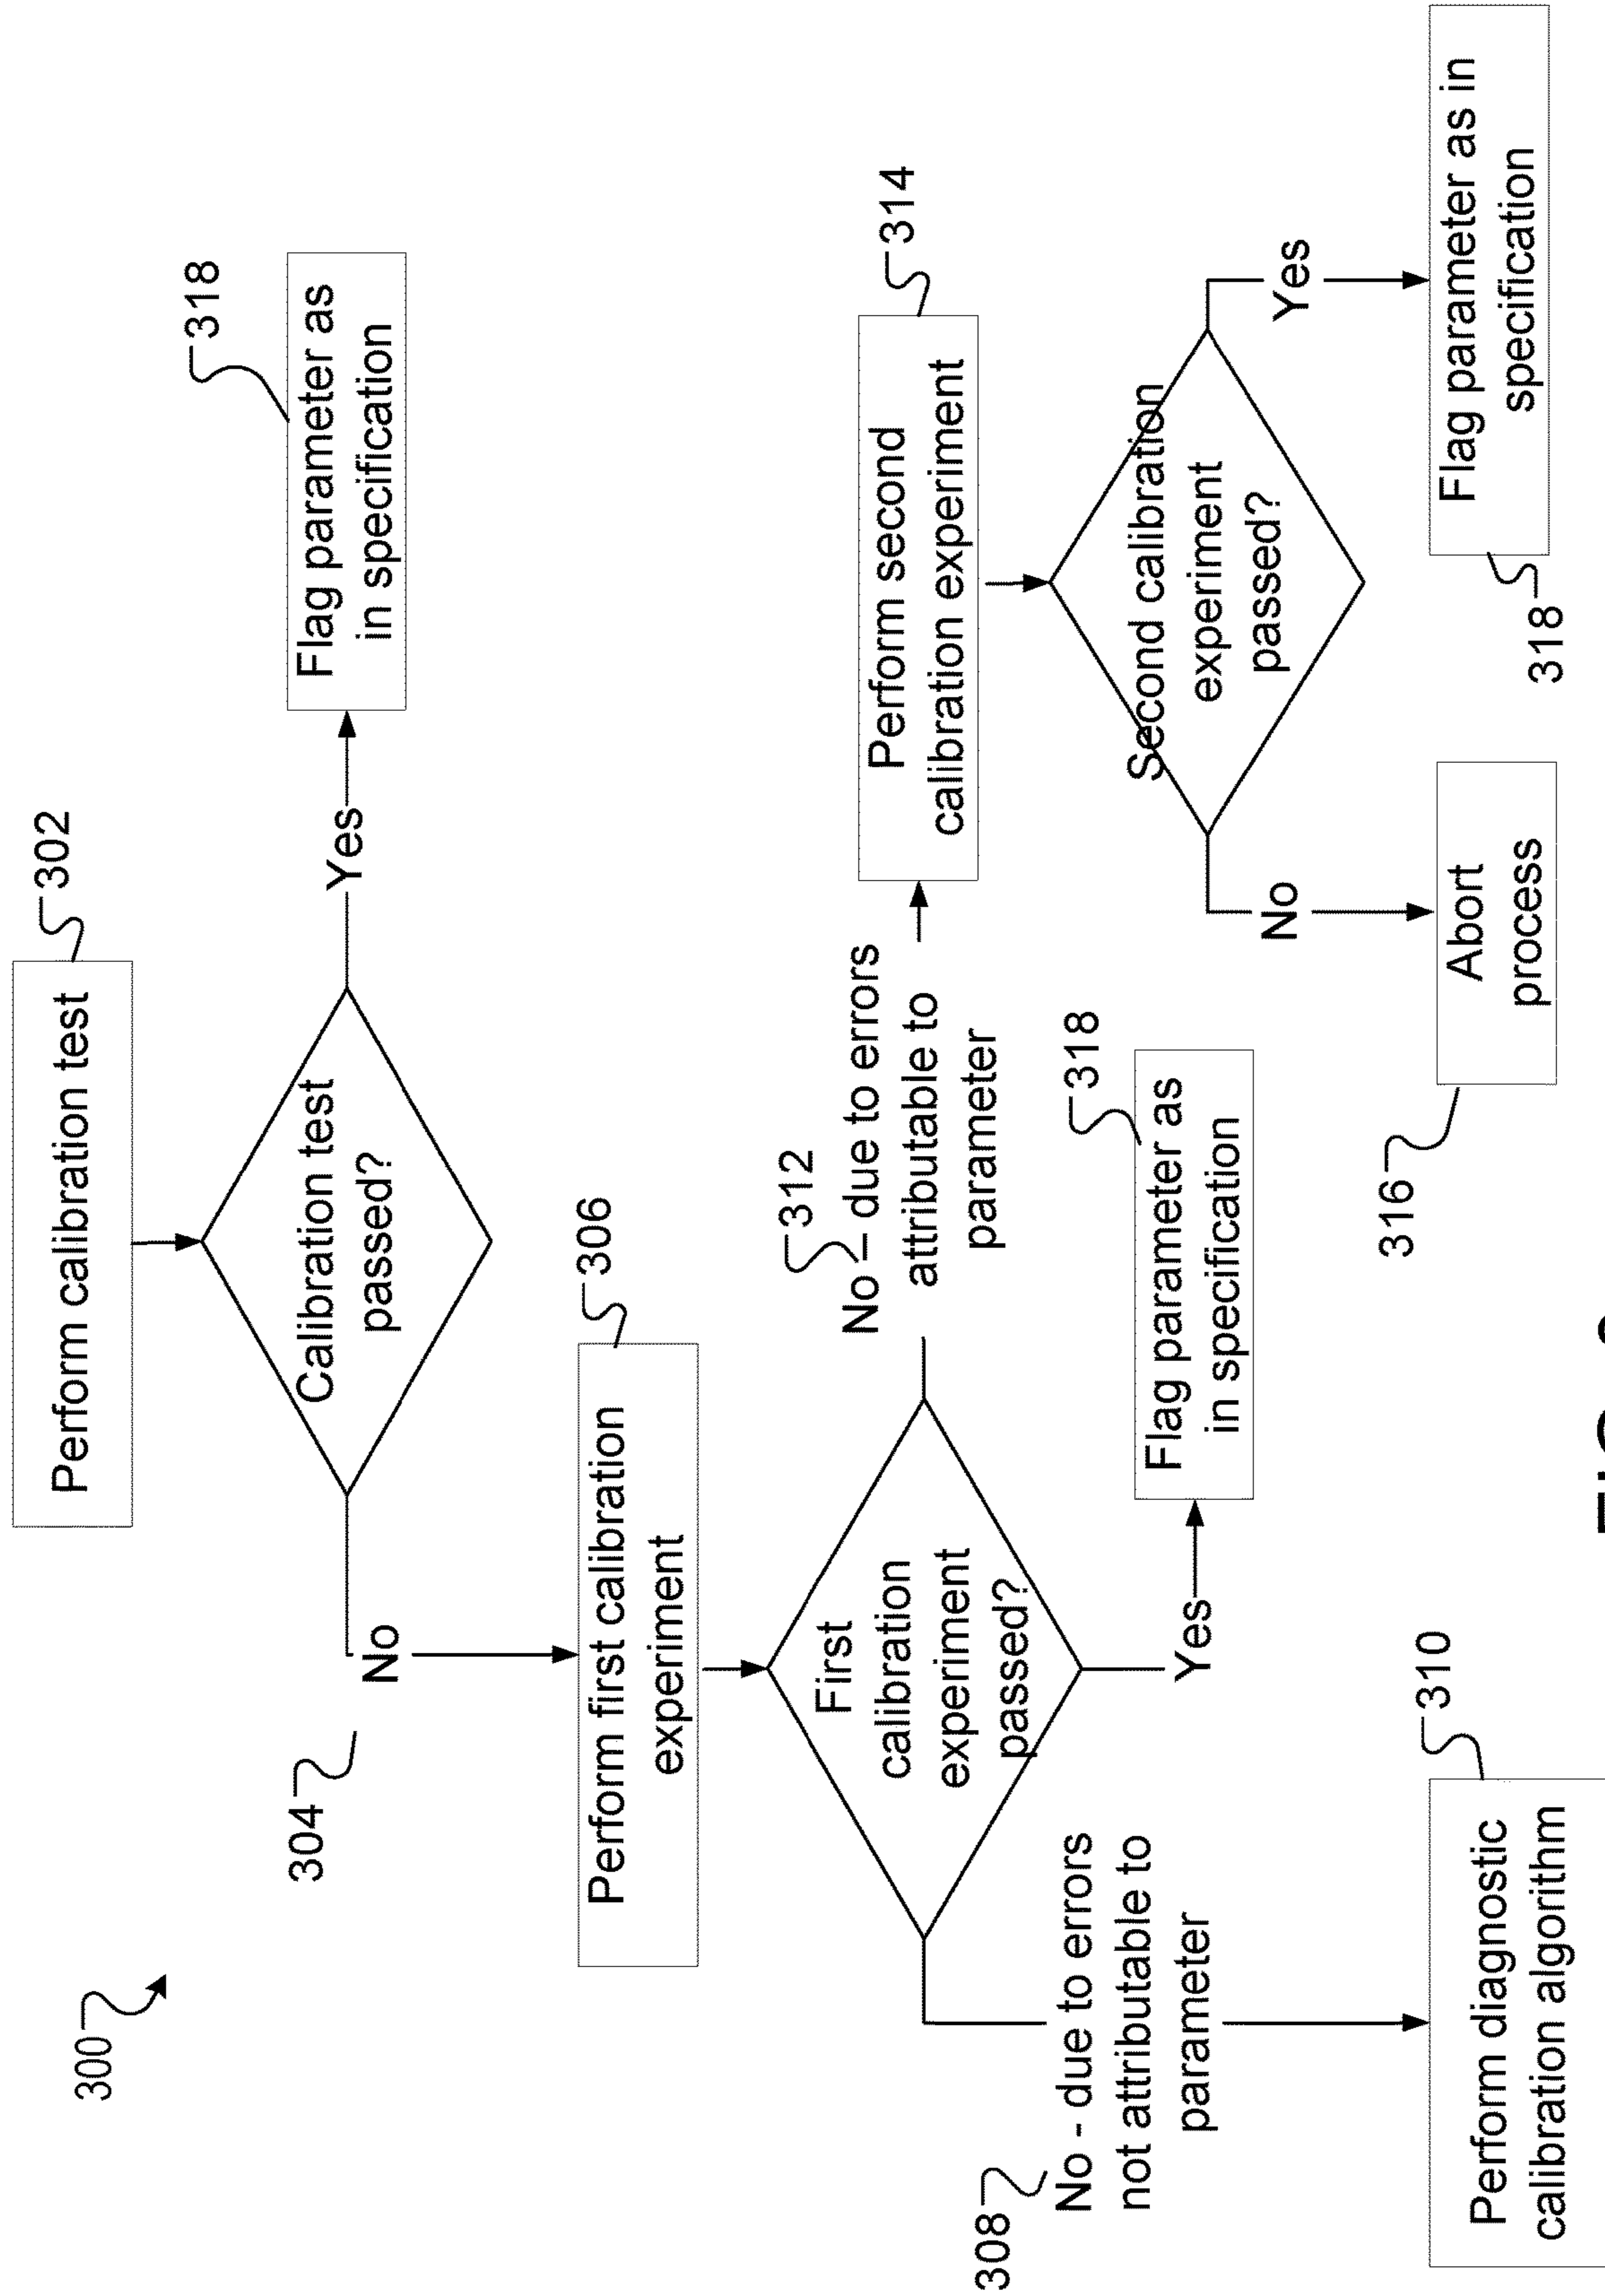 300
Perform calibration test
302
Calibration test
passed?
Yes
Flag parameter as
in specification
318
304
No
Perform first calibration
experiment
306
First
calibration
experiment
passed?
308
No - due to errors
not attributable to
parameter
Perform diagnostic
calibration algorithm
310
Yes
Flag parameter as
in specification
318
312
No – due to errors
attributable to
parameter
Perform second
calibration experiment
314
Second calibration
experiment
passed?
No
Abort
process
316
Yes
Flag parameter as in
specification
318